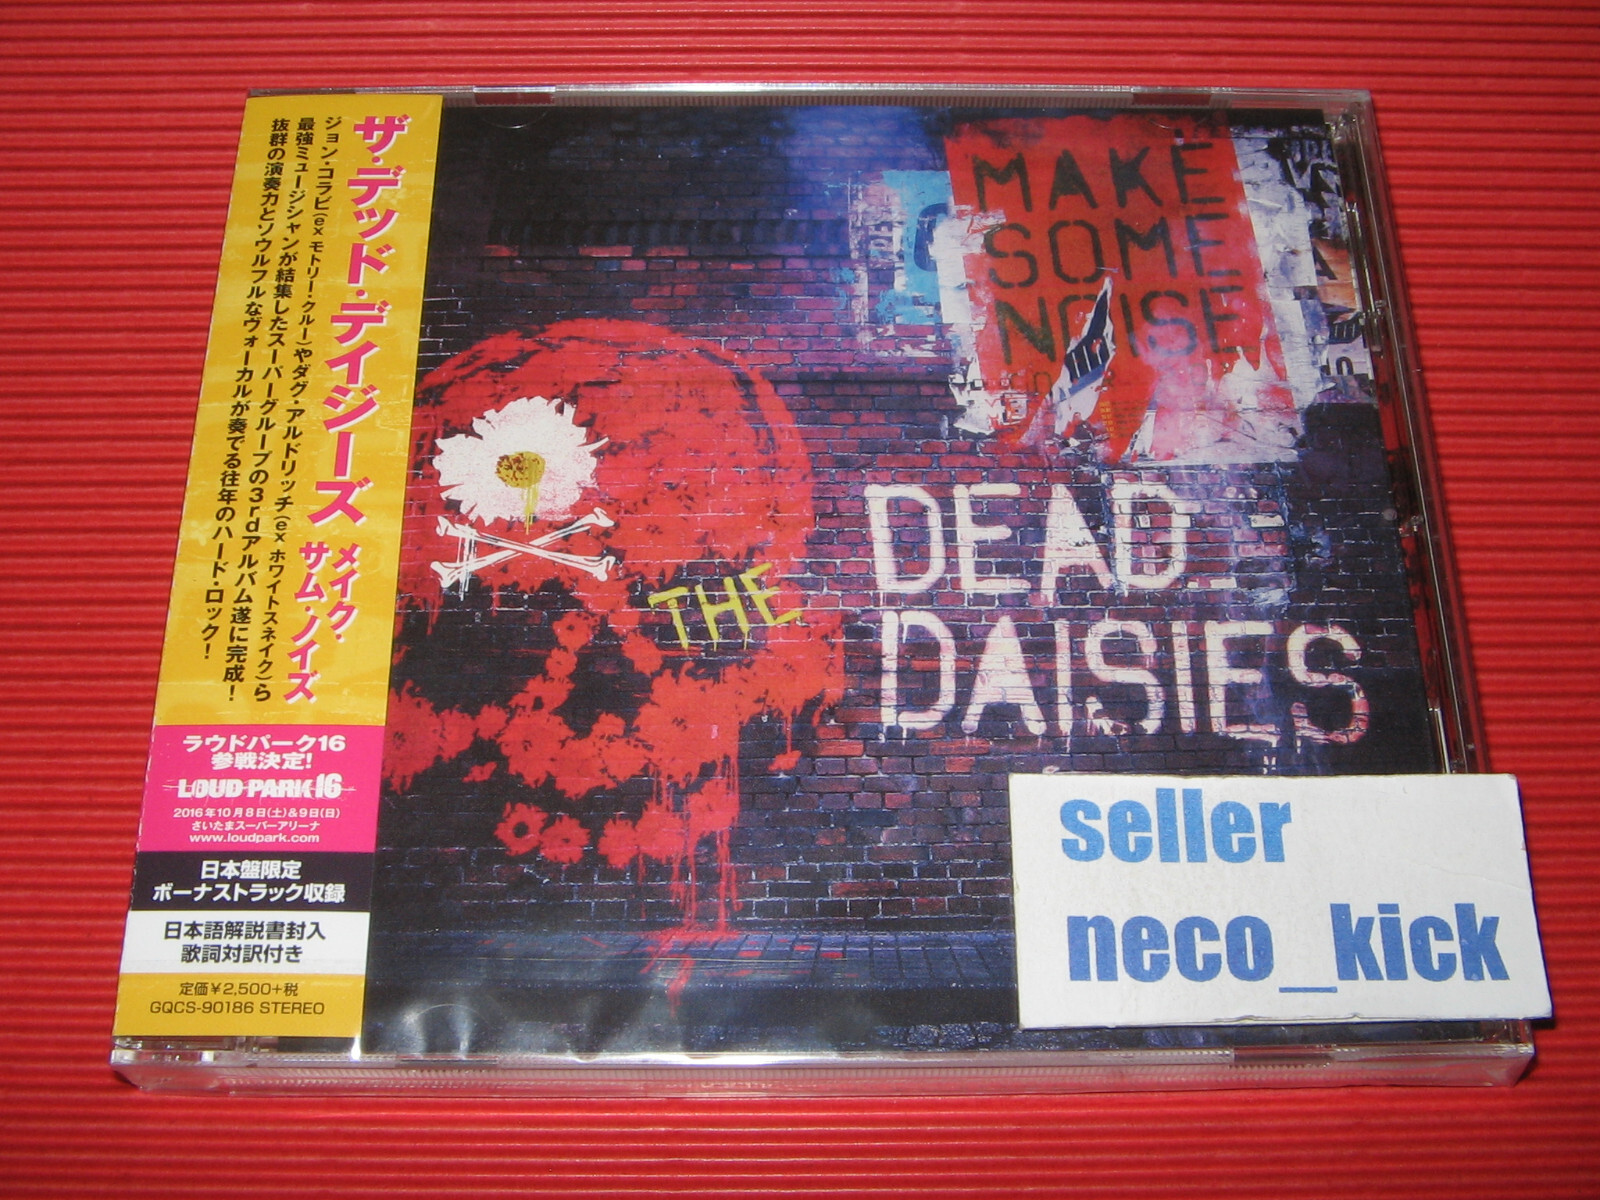 ザ・デッド・デイジーズ
メイク・
サム・ノイズ
ジョン・コラビ(ex モトリー・クルー)やダグ・アルドリッチ(ex ホワイトスネイク)ら
最強ミュージシャンが結集したスーパーグループの3rdアルバム遂に完成!
抜群の演奏力とソウルフルなヴォーカルが奏でる往年のハード・ロック!
ラウドパーク16
参戦決定!
LOUD PARK 16
2016年10月8日(土)&9日(日)
さいたまスーパーアリーナ
www.loudpark.com
日本盤限定
ボーナストラック収録
日本語解説書封入
歌詞対訳付き
定価¥2,500+税
GQCS-90186 STEREO
MAKE
SOME
NOISE
THE
DEAD
DAISIES
seller
neco_kick